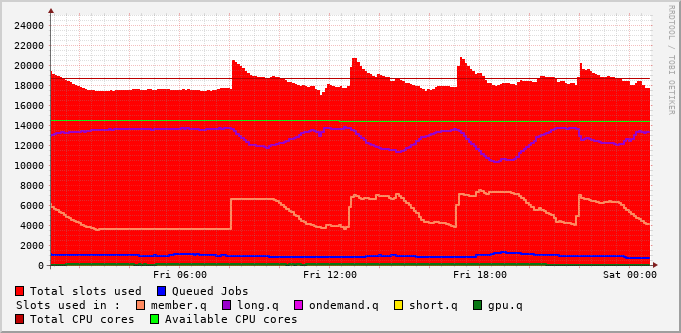 RRDTOOL / TOBI OETIKER
24000
22000
20000
18000
16000
14000
12000
10000
8000
6000
4000
2000
0
Fri 06:00 Fri 12:00 Fri 18:00 Sat 00:00
Total slots used Queued Jobs
Slots used in : member.q long.q ondemand.q short.q gpu.q
Total CPU cores Available CPU cores